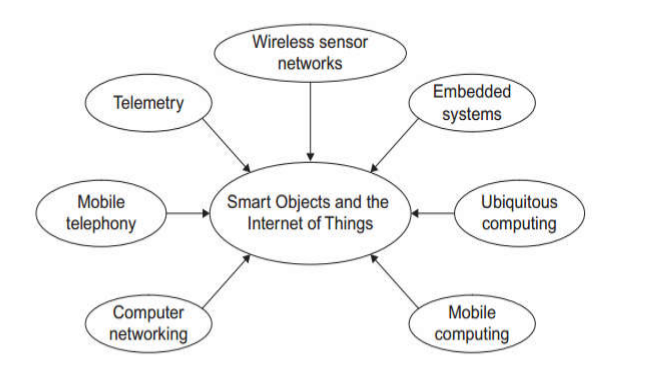 Wireless sensor
networks
Telemetry
Embedded
systems
Mobile
telephony
Smart Objects and the
Internet of Things
Ubiquitous
computing
Computer
networking
Mobile
computing